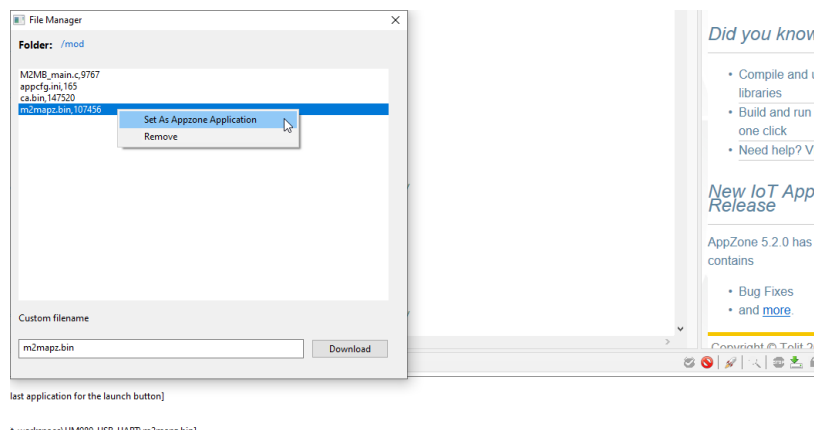 File Manager
Folder: /mod
M2MB_main.c,9767
appcfg.ini,165
ca.bin,147520
m2mapz.bin,107456
Set As Appzone Application
Remove
Custom filename
m2mapz.bin
Download
last application for the launch button]
Did you know
• Compile and
libraries
• Build and run
one click
• Need help? V
New IoT App
Release
AppZone 5.2.0 has
contains
• Bug Fixes
• and more.
Copyright © Telit